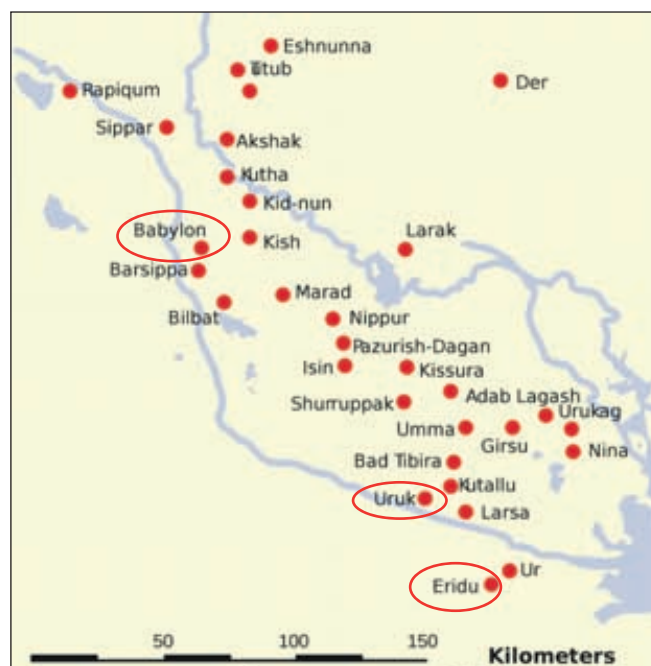 Eshnunna
Tutub
Der
Rapiqum
Sippar
Akshak
Kutha
Kid-nun
Babylon
Kish
Larak
Barsippa
Marad
Bilbat
Nippur
Pazurish-Dagan
Isin
Kissura
Adab Lagash
Shurruppak
Urukag
Umma
Girsu
Nina
Bad Tibira
Kutallu
Uruk
Larsa
Ur
Eridu
50
100
150
Kilometers